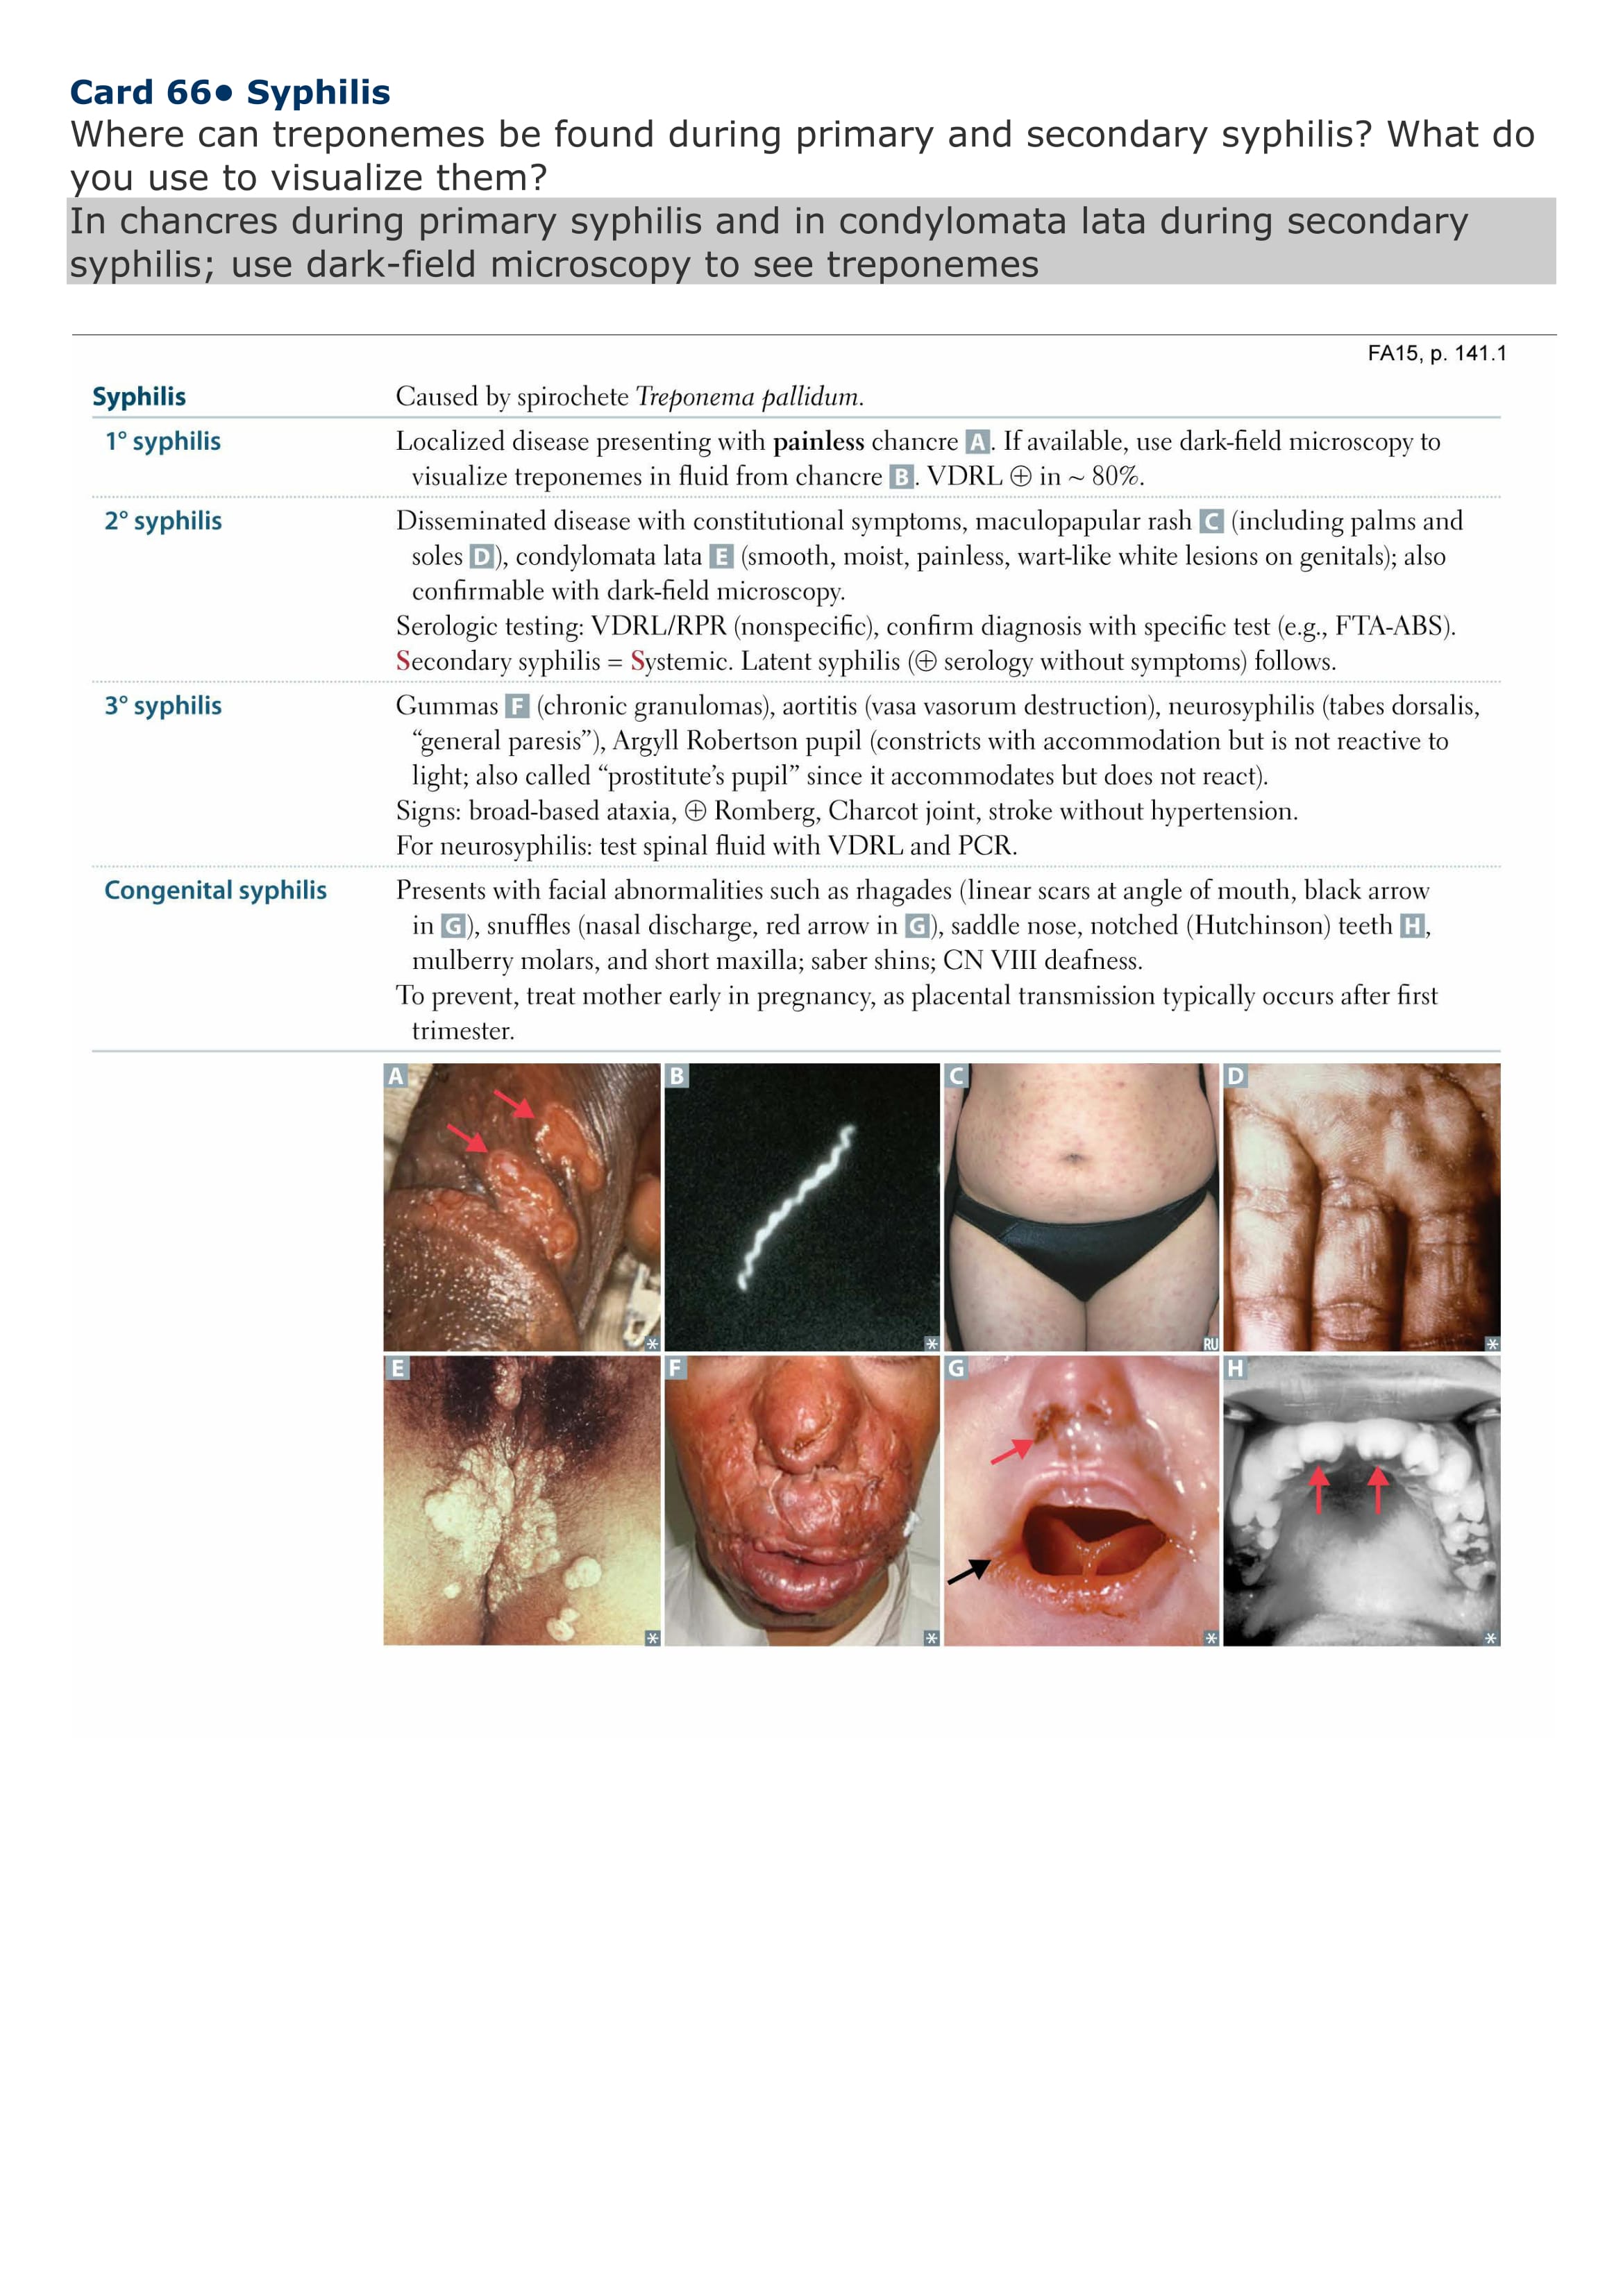 Card 66● Syphilis
Where can treponemes be found during primary and secondary syphilis? What do
you use to visualize them?
In chancres during primary syphilis and in condylomata lata during secondary
syphilis; use dark-field microscopy to see treponemes
FA15, p. 141.1
Syphilis Caused by spirochete Treponema pallidum.
1° syphilis Localized disease presenting with painless chancre A. If available, use dark-field microscopy to
visualize treponemes in fluid from chancre B. VDRL ⊕ in ~ 80%.
2° syphilis Disseminated disease with constitutional symptoms, maculopapular rash C (including palms and
soles D), condylomata lata E (smooth, moist, painless, wart-like white lesions on genitals); also
confirmable with dark-field microscopy.
Serologic testing: VDRL/RPR (nonspecific), confirm diagnosis with specific test (e.g., FTA-ABS).
Secondary syphilis = Systemic. Latent syphilis (⊕ serology without symptoms) follows.
3° syphilis Gummas F (chronic granulomas), aortitis (vasa vasorum destruction), neurosyphilis (tabes dorsalis,
“general paresis”), Argyll Robertson pupil (constricts with accommodation but is not reactive to
light; also called “prostitute’s pupil” since it accommodates but does not react).
Signs: broad-based ataxia, ⊕ Romberg, Charcot joint, stroke without hypertension.
For neurosyphilis: test spinal fluid with VDRL and PCR.
Congenital syphilis Presents with facial abnormalities such as rhagades (linear scars at angle of mouth, black arrow
in G), snuffles (nasal discharge, red arrow in G), saddle nose, notched (Hutchinson) teeth H,
mulberry molars, and short maxilla; saber shins; CN VIII deafness.
To prevent, treat mother early in pregnancy, as placental transmission typically occurs after first
trimester.
A B C D
* * RU *
E F G H
* * * *